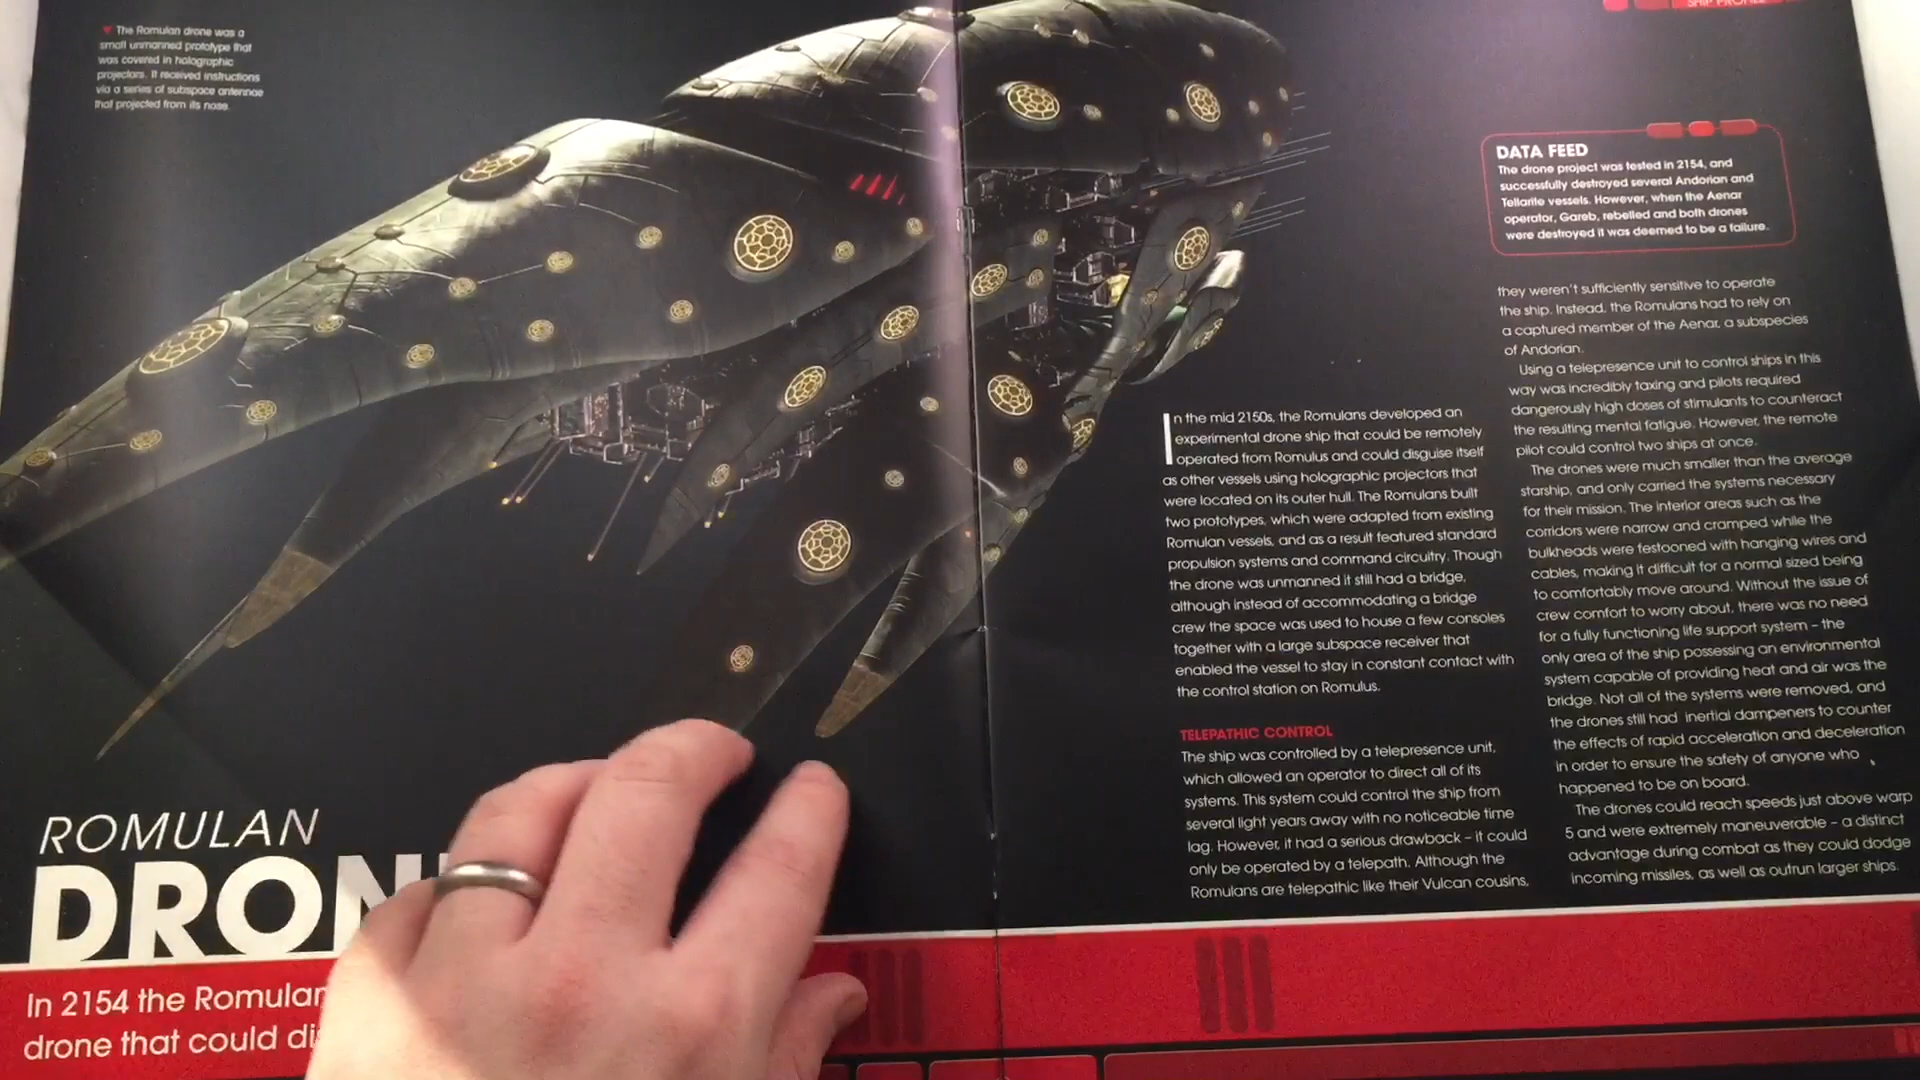 The Romulan drone was a
small unmanned prototype that
was covered in holographic
projectors. It received instructions
via a series of subspace antennae
that projected from its nose.
SHIP PROFILE
DATA FEED
The drone project was tested in 2154, and
successfully destroyed several Andorian and
Tellarite vessels. However, when the Aenar
operator, Gareb, rebelled and both drones
were destroyed it was deemed to be a failure.
ROMULAN
DRON
In 2154 the Romulan
drone that could di
In the mid 2150s, the Romulans developed an
experimental drone ship that could be remotely
operated from Romulus and could disguise itself
as other vessels using holographic projectors that
were located on its outer hull. The Romulans built
two prototypes, which were adapted from existing
Romulan vessels, and as a result featured standard
propulsion systems and command circuitry. Though
the drone was unmanned it still had a bridge,
although instead of accommodating a bridge
crew the space was used to house a few consoles
together with a large subspace receiver that
enabled the vessel to stay in constant contact with
the control station on Romulus.
TELEPATHIC CONTROL
The ship was controlled by a telepresence unit,
which allowed an operator to direct all of its
systems. This system could control the ship from
several light years away with no noticeable time
lag. However, it had a serious drawback – it could
only be operated by a telepath. Although the
Romulans are telepathic like their Vulcan cousins,
they weren't sufficiently sensitive to operate
the ship. Instead, the Romulans had to rely on
a captured member of the Aenar, a subspecies
of Andorian.
Using a telepresence unit to control ships in this
way was incredibly taxing and pilots required
dangerously high doses of stimulants to counteract
the resulting mental fatigue. However, the remote
pilot could control two ships at once.
The drones were much smaller than the average
starship, and only carried the systems necessary
for their mission. The interior areas such as the
corridors were narrow and cramped while the
bulkheads were festooned with hanging wires and
cables, making it difficult for a normal sized being
to comfortably move around. Without the issue of
crew comfort to worry about, there was no need
for a fully functioning life support system – the
only area of the ship possessing an environmental
system capable of providing heat and air was the
bridge. Not all of the systems were removed, and
the drones still had inertial dampeners to counter
the effects of rapid acceleration and deceleration
in order to ensure the safety of anyone who
happened to be on board.
The drones could reach speeds just above warp
5 and were extremely maneuverable – a distinct
advantage during combat as they could dodge
incoming missiles, as well as outrun larger ships.